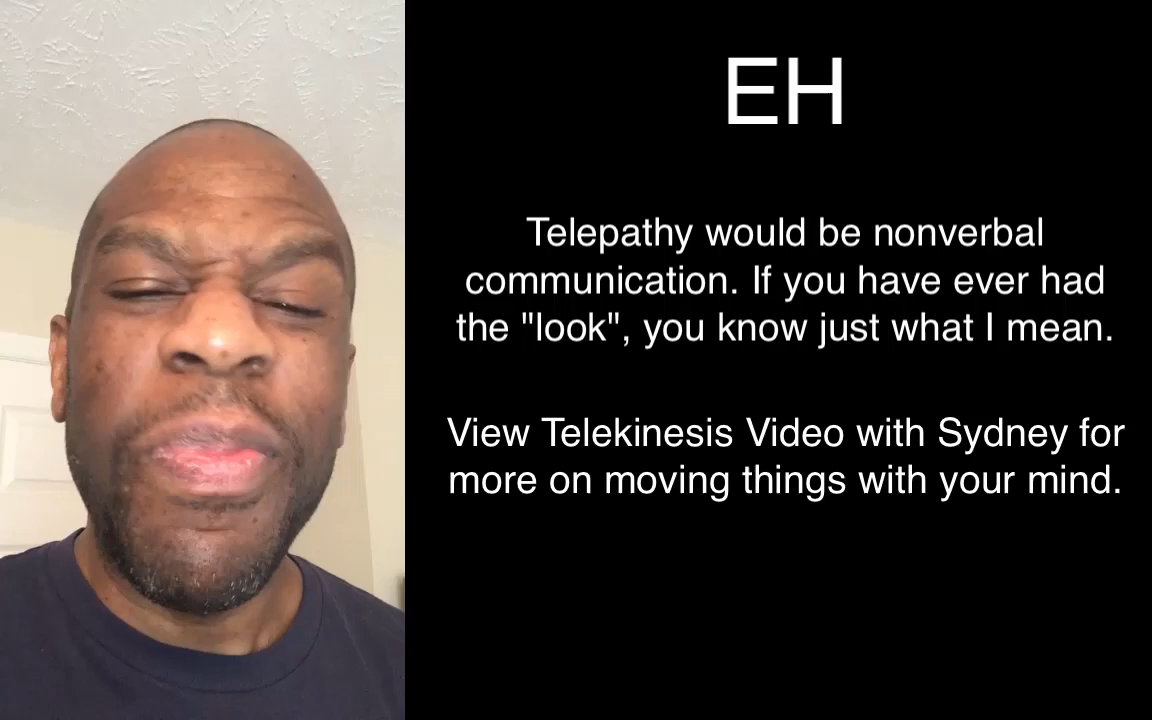 EH
Telepathy would be nonverbal
communication. If you have ever had
the "look", you know just what I mean.
View Telekinesis Video with Sydney for
more on moving things with your mind.